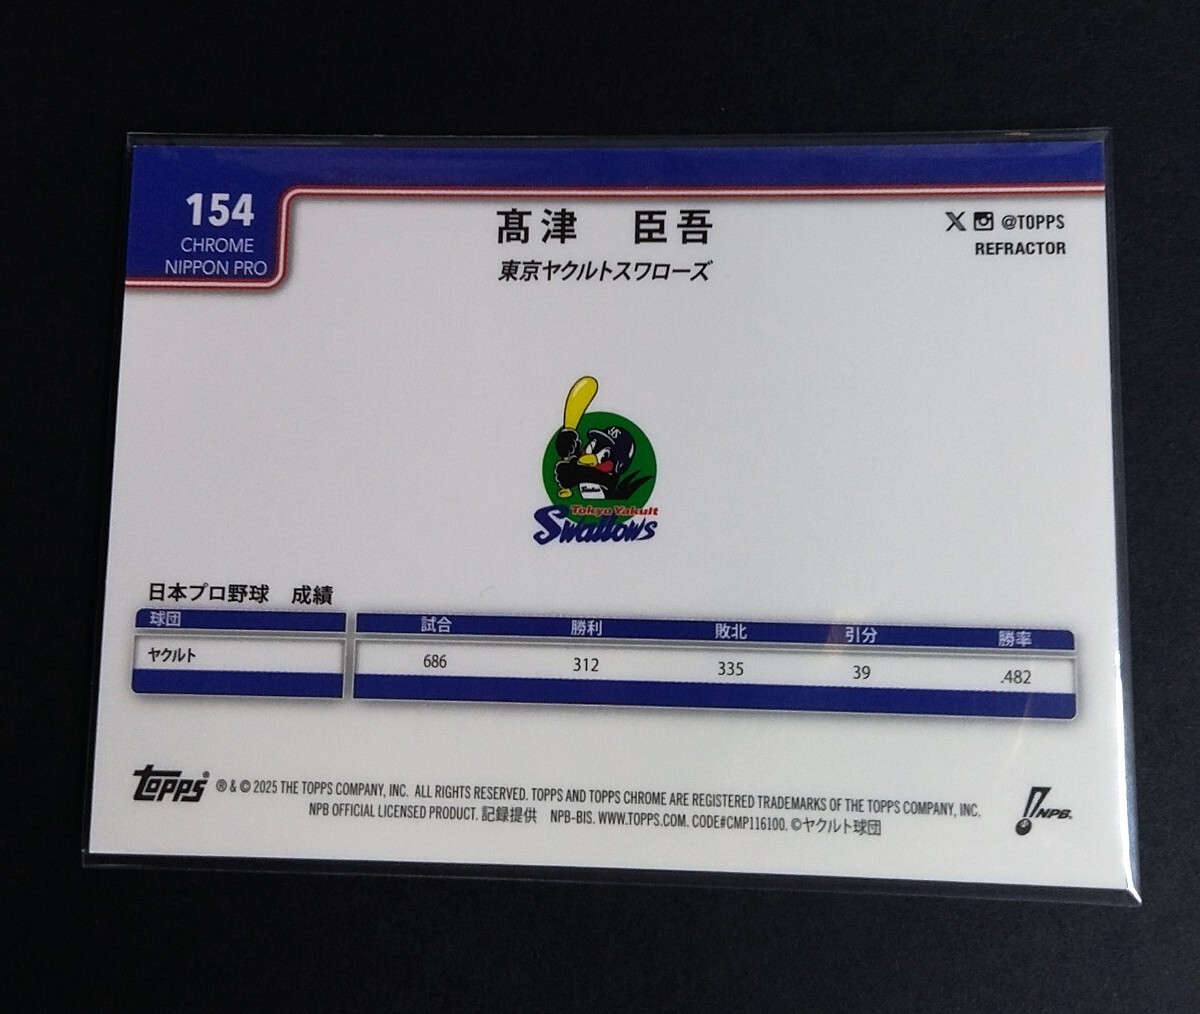 154
CHROME
NIPPON PRO
髙津 臣吾
東京ヤクルトスワローズ
@TOPPS
REFRACTOR
Tokyo Yakult
Swallows
日本プロ野球 成績
球団 試合 勝利 敗北 引分 勝率
ヤクルト 686 312 335 39 .482
topps
® & © 2025 THE TOPPS COMPANY, INC. ALL RIGHTS RESERVED. TOPPS AND TOPPS CHROME ARE REGISTERED TRADEMARKS OF THE TOPPS COMPANY, INC.
NPB OFFICIAL LICENSED PRODUCT. 記録提供 NPB-BIS. WWW.TOPPS.COM. CODE#CMP116100. ©ヤクルト球団
NPB.